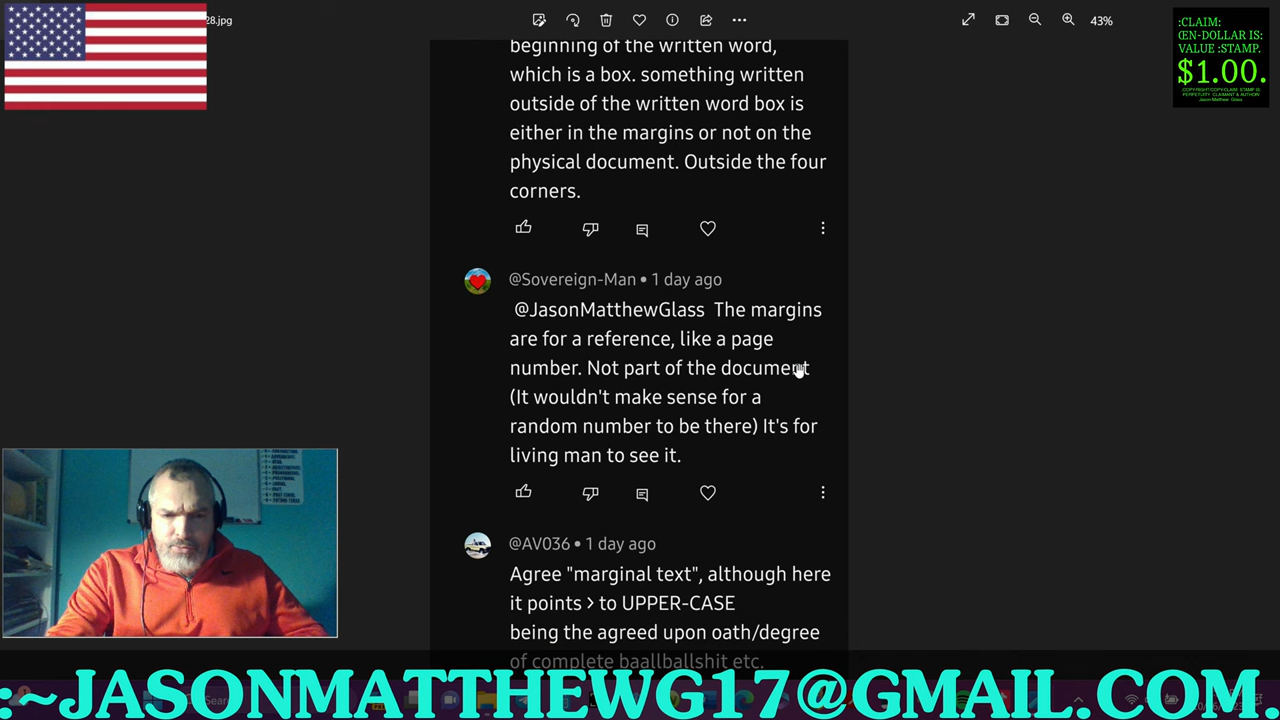 28.jpg
43%
:CLAIM:
ŒN-DOLLAR IS:
VALUE :STAMP.
$1.00.
Jason-Matthew: Glass
beginning of the written word,
which is a box. something written
outside of the written word box is
either in the margins or not on the
physical document. Outside the four
corners.
@Sovereign-Man • 1 day ago
@JasonMatthewGlass The margins
are for a reference, like a page
number. Not part of the document
(It wouldn't make sense for a
random number to be there) It's for
living man to see it.
@AV036 • 1 day ago
Agree "marginal text", although here
it points > to UPPER-CASE
being the agreed upon oath/degree
of complete baallballshit etc.
:~JASONMATTHEWG17@GMAIL.COM.